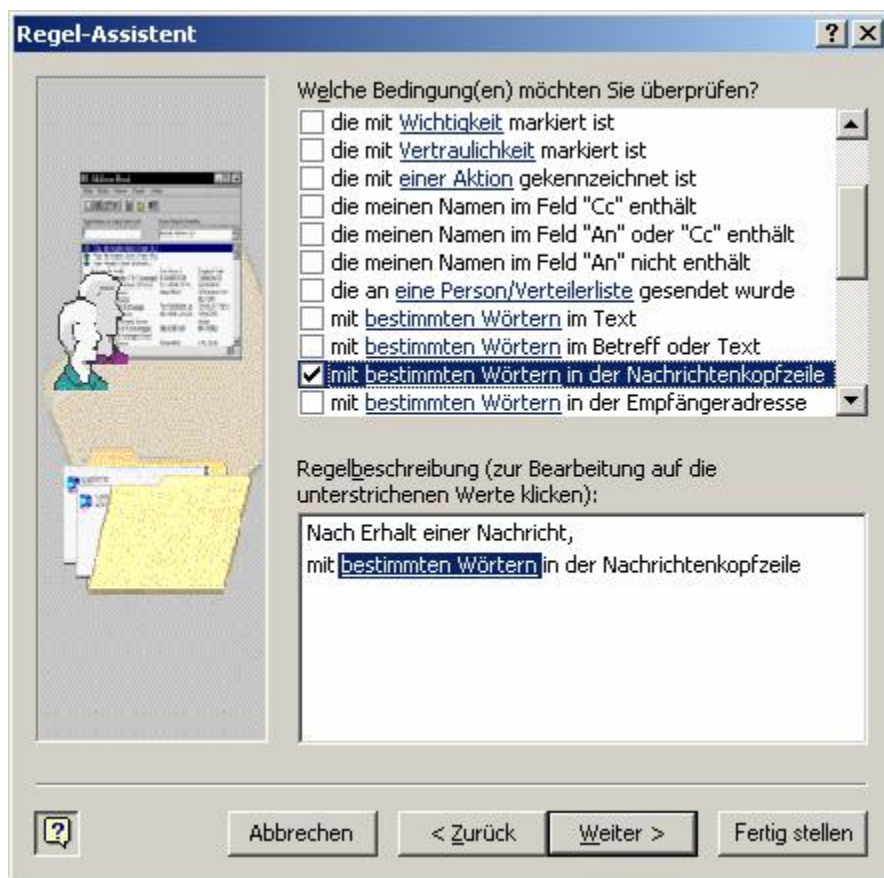 Regel-Assistent
Welche Bedingung(en) möchten Sie überprüfen?
die mit Wichtigkeit markiert ist
die mit Vertraulichkeit markiert ist
die mit einer Aktion gekennzeichnet ist
die meinen Namen im Feld "Cc" enthält
die meinen Namen im Feld "An" oder "Cc" enthält
die meinen Namen im Feld "An" nicht enthält
die an eine Person/Verteilerliste gesendet wurde
mit bestimmten Wörtern im Text
mit bestimmten Wörtern im Betreff oder Text
mit bestimmten Wörtern in der Nachrichtenkopfzeile
mit bestimmten Wörtern in der Empfängeradresse
Regelbeschreibung (zur Bearbeitung auf die
unterstrichenen Werte klicken):
Nach Erhalt einer Nachricht,
mit bestimmten Wörtern in der Nachrichtenkopfzeile
Abbrechen
< Zurück
Weiter >
Fertig stellen